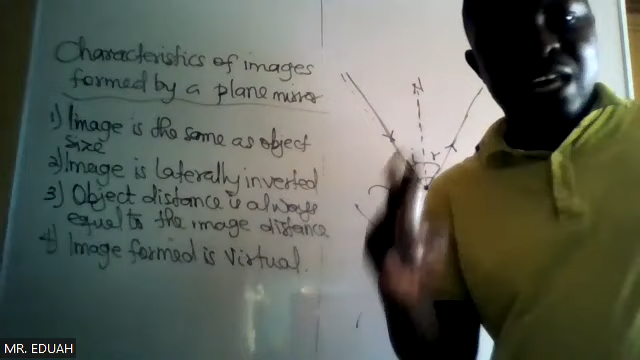 Characteristics of images
formed by a plane mirror
1) Image is the same as object
size
2) Image is laterally inverted
3) Object distance is always
equal to the image distance
4) Image formed is virtual.
N
r
MR. EDUAH